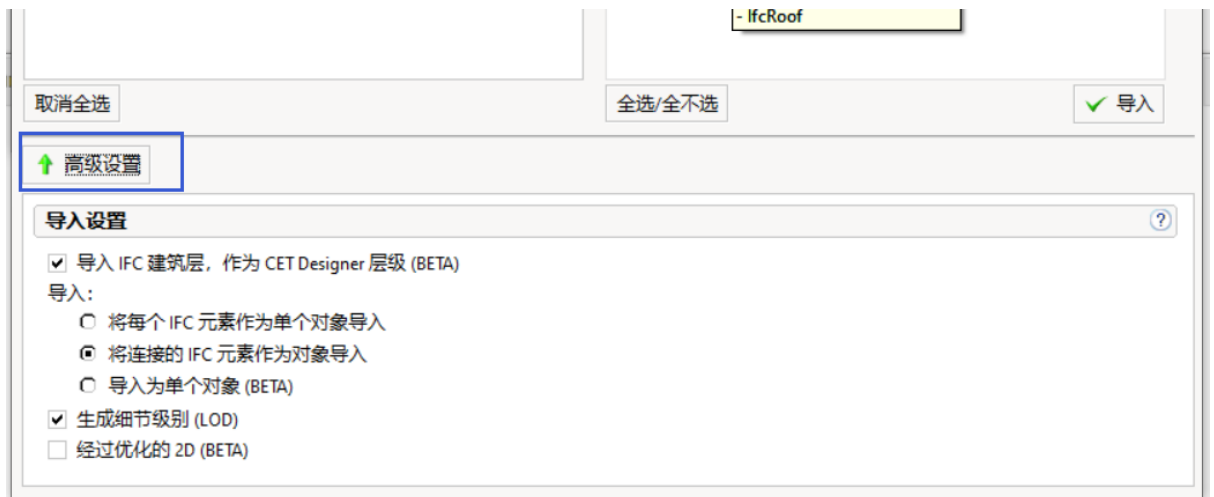 - IfcRoof
取消全选
全选/全不选
导入
高级设置
导入设置
?
导入 IFC 建筑层，作为 CET Designer 层级 (BETA)
导入：
将每个 IFC 元素作为单个对象导入
将连接的 IFC 元素作为对象导入
导入为单个对象 (BETA)
生成细节级别 (LOD)
经过优化的 2D (BETA)